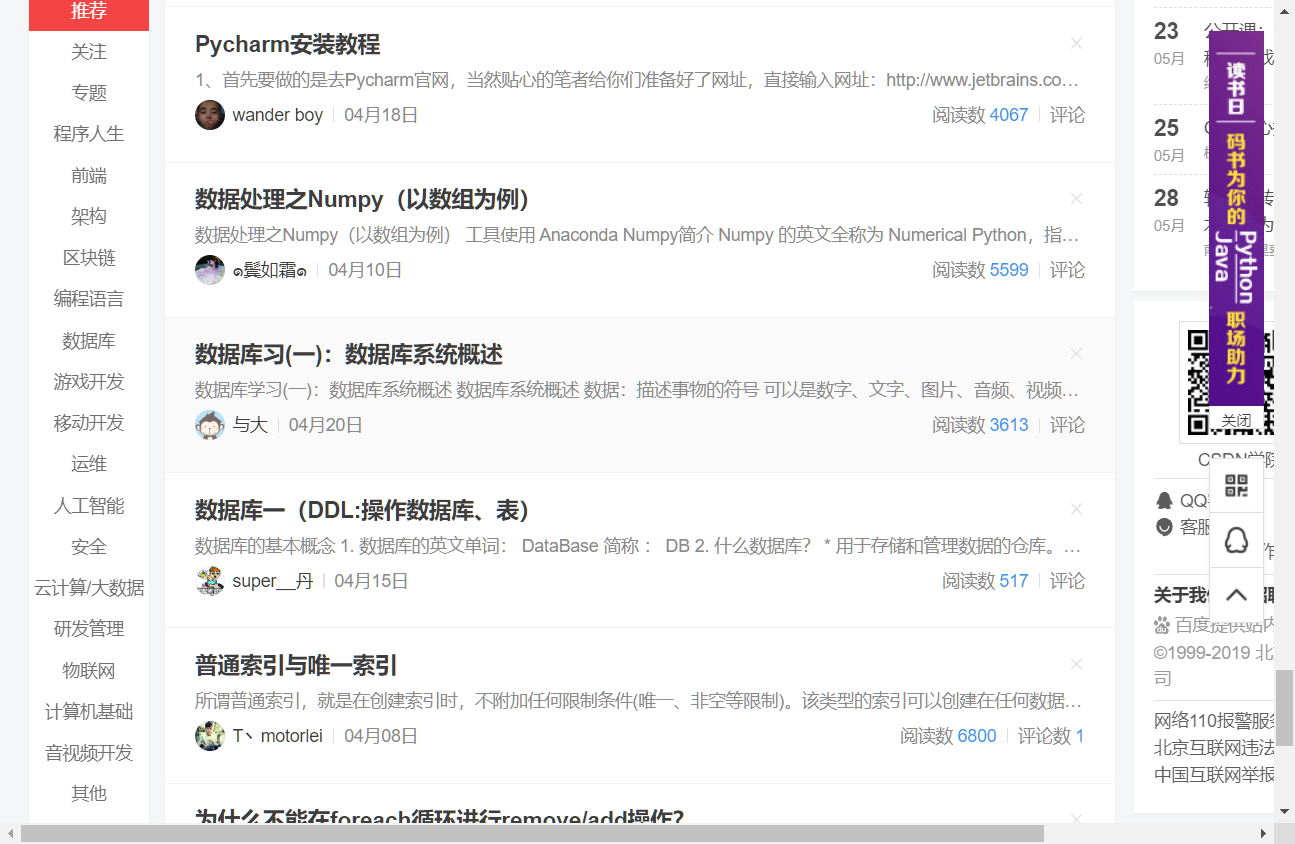 推荐
关注
专题
程序人生
前端
架构
区块链
编程语言
数据库
游戏开发
移动开发
运维
人工智能
安全
云计算/大数据
研发管理
物联网
计算机基础
音视频开发
其他
Pycharm安装教程
1、首先要做的是去Pycharm官网，当然贴心的笔者给你们准备好了网址，直接输入网址：http://www.jetbrains.co…
wander boy 04月18日 阅读数 4067 评论
数据处理之Numpy（以数组为例）
数据处理之Numpy（以数组为例） 工具使用 Anaconda Numpy简介 Numpy 的英文全称为 Numerical Python，指…
๑鬓如霜๑ 04月10日 阅读数 5599 评论
数据库习(一)：数据库系统概述
数据库学习(一)：数据库系统概述 数据库系统概述 数据：描述事物的符号 可以是数字、文字、图片、音频、视频…
与大 04月20日 阅读数 3613 评论
数据库一（DDL:操作数据库、表）
数据库的基本概念 1. 数据库的英文单词： DataBase 简称 ： DB 2. 什么数据库？ * 用于存储和管理数据的仓库。…
super__丹 04月15日 阅读数 517 评论
普通索引与唯一索引
所谓普通索引，就是在创建索引时，不附加任何限制条件(唯一、非空等限制)。该类型的索引可以创建在任何数据…
T丶motorlei 04月08日 阅读数 6800 评论数 1
为什么不能在foreach循环进行remove/add操作？
23 公开课:
05月
25
05月
28
05月
读书日
码书为你的
Python
Java
职场助力
关闭
CSDN学院
QQ
客服
关于我
百度提供站内
©1999-2019 北
司
网络110报警服务
北京互联网违法
中国互联网举报